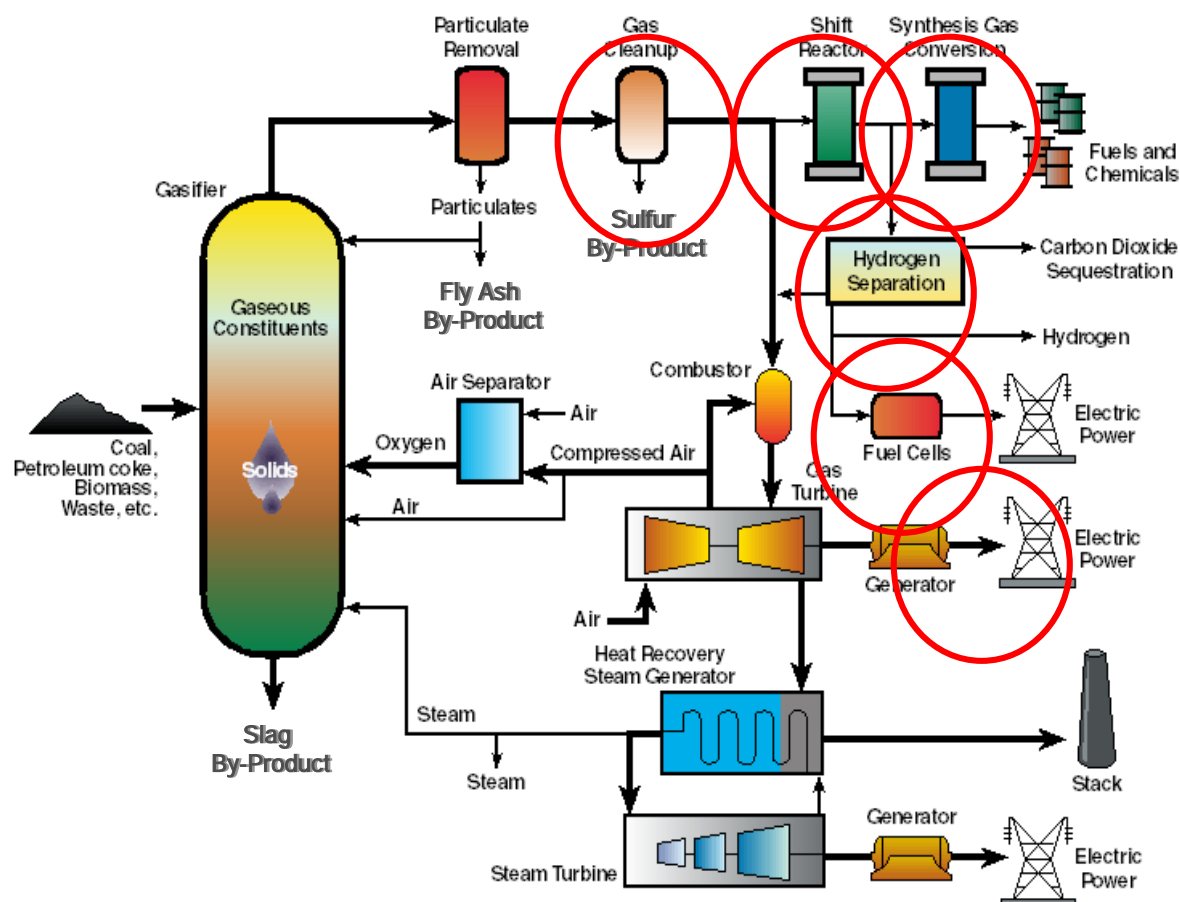 Particulate
Removal
Gas
Cleanup
Shift
Reactor
Synthesis Gas
Conversion
Fuels and
Chemicals
Gasifier
Particulates
Sulfur
By-Product
Fly Ash
By-Product
Hydrogen
Separation
Carbon Dioxide
Sequestration
Hydrogen
Gaseous
Constituents
Combustor
Air Separator
Air
Oxygen
Compressed Air
Fuel Cells
Electric
Power
Coal,
Petroleum coke,
Biomass,
Waste, etc.
Solids
Air
Gas
Turbine
Electric
Power
Generator
Air
Heat Recovery
Steam Generator
Steam
Slag
By-Product
Steam
Stack
Generator
Steam Turbine
Electric
Power